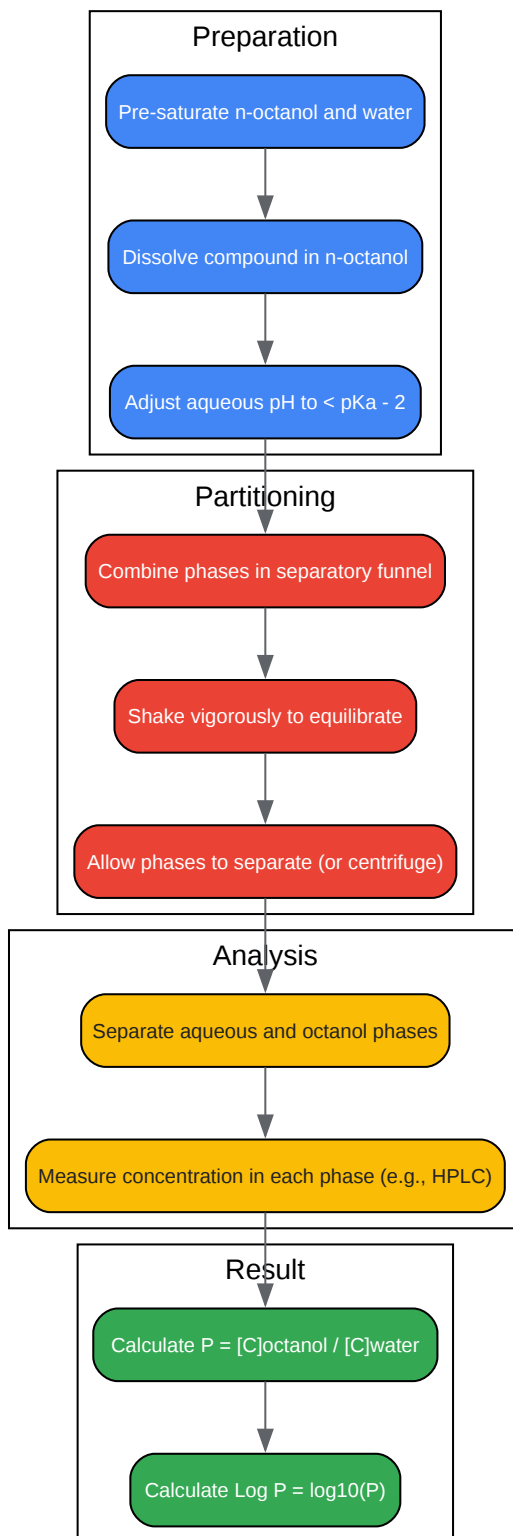 Preparation
Pre-saturate n-octanol and water
Dissolve compound in n-octanol
Adjust aqueous pH to < pKa - 2
Partitioning
Combine phases in separatory funnel
Shake vigorously to equilibrate
Allow phases to separate (or centrifuge)
Analysis
Separate aqueous and octanol phases
Measure concentration in each phase (e.g., HPLC)
Result
Calculate P = [C]octanol / [C]water
Calculate Log P = log10(P)